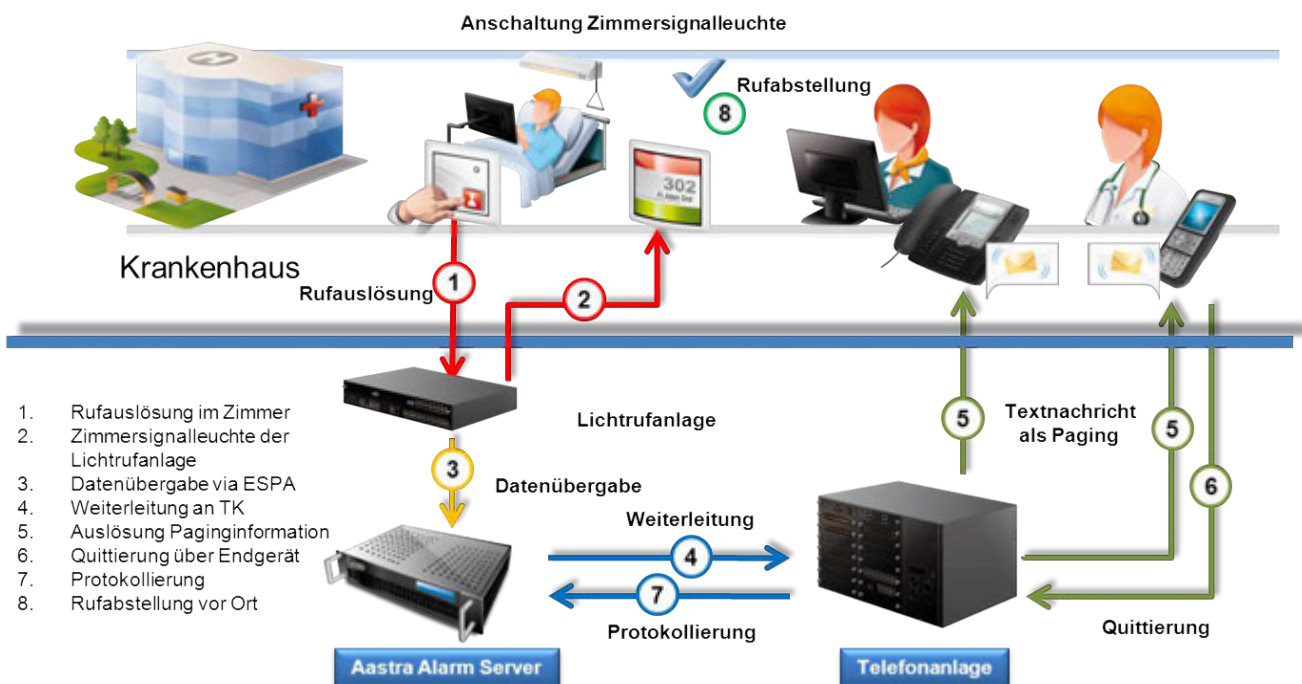 Anschaltung Zimmersignalleuchte
Rufabstellung
8
302
Krankenhaus
Rufauslösung
1
2
1. Rufauslösung im Zimmer
2. Zimmersignalleuchte der
Lichtrufanlage
3. Datenübergabe via ESPA
4. Weiterleitung an TK
5. Auslösung Paginginformation
6. Quittierung über Endgerät
7. Protokollierung
8. Rufabstellung vor Ort
Lichtrufanlage
3
Datenübergabe
5
Textnachricht
als Paging
5
6
Weiterleitung
4
7
Protokollierung
Quittierung
Aastra Alarm Server
Telefonanlage